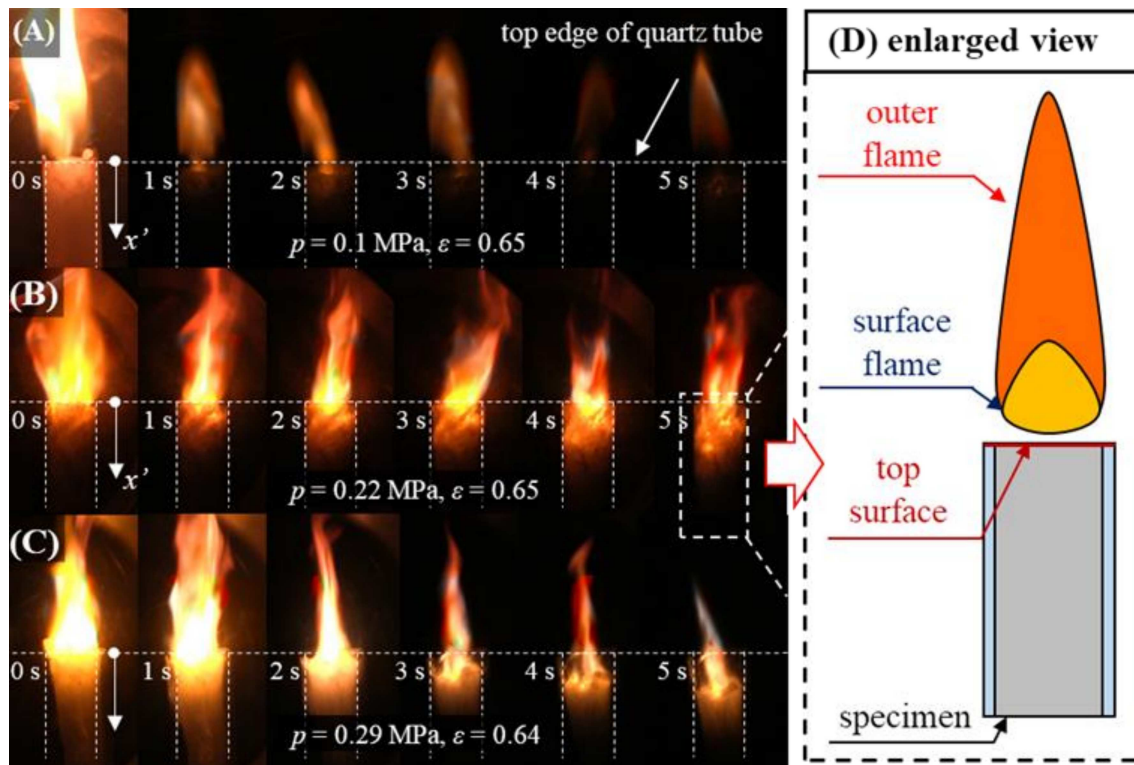 (A)
top edge of quartz tube
0 s
1 s
2 s
3 s
4 s
5 s
x’
p = 0.1 MPa, ε = 0.65
(B)
0 s
1 s
2 s
3 s
4 s
5 s
x’
p = 0.22 MPa, ε = 0.65
(C)
0 s
1 s
2 s
3 s
4 s
5 s
p = 0.29 MPa, ε = 0.64
(D) enlarged view
outer
flame
surface
flame
top
surface
specimen